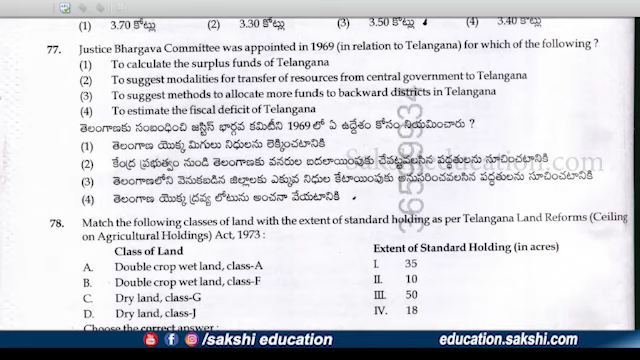 (1) 3.70 కోట్లు (2) 3.30 కోట్లు (3) 3.50 కోట్లు (4) 3.40 కోట్లు
77. Justice Bhargava Committee was appointed in 1969 (in relation to Telangana) for which of the following ?
(1) To calculate the surplus funds of Telangana
(2) To suggest modalities for transfer of resources from central government to Telangana
(3) To suggest methods to allocate more funds to backward districts in Telangana
(4) To estimate the fiscal deficit of Telangana
తెలంగాణకు సంబంధించి జస్టిస్ భార్గవ కమిటీని 1969 లో ఏ ఉద్దేశం కోసం నియమించారు ?
(1) తెలంగాణ యొక్క మిగులు నిధులను లెక్కించటానికి
(2) కేంద్ర ప్రభుత్వం నుండి తెలంగాణకు వనరుల బదలాయింపుకు చేపట్టవలసిన పద్ధతులను సూచించటానికి
(3) తెలంగాణలోని వెనుకబడిన జిల్లాలకు ఎక్కువ నిధుల కేటాయింపుకు అనుసరించవలసిన పద్ధతులను సూచించటానికి
(4) తెలంగాణ యొక్క ద్రవ్య లోటును అంచనా వేయటానికి
78. Match the following classes of land with the extent of standard holding as per Telangana Land Reforms (Ceiling
on Agricultural Holdings) Act, 1973 :
Class of Land Extent of Standard Holding (in acres)
A. Double crop wet land, class-A I. 35
B. Double crop wet land, class-F II. 10
C. Dry land, class-G III. 50
D. Dry land, class-J IV. 18
Choose the correct answer :
/sakshi education education.sakshi.com